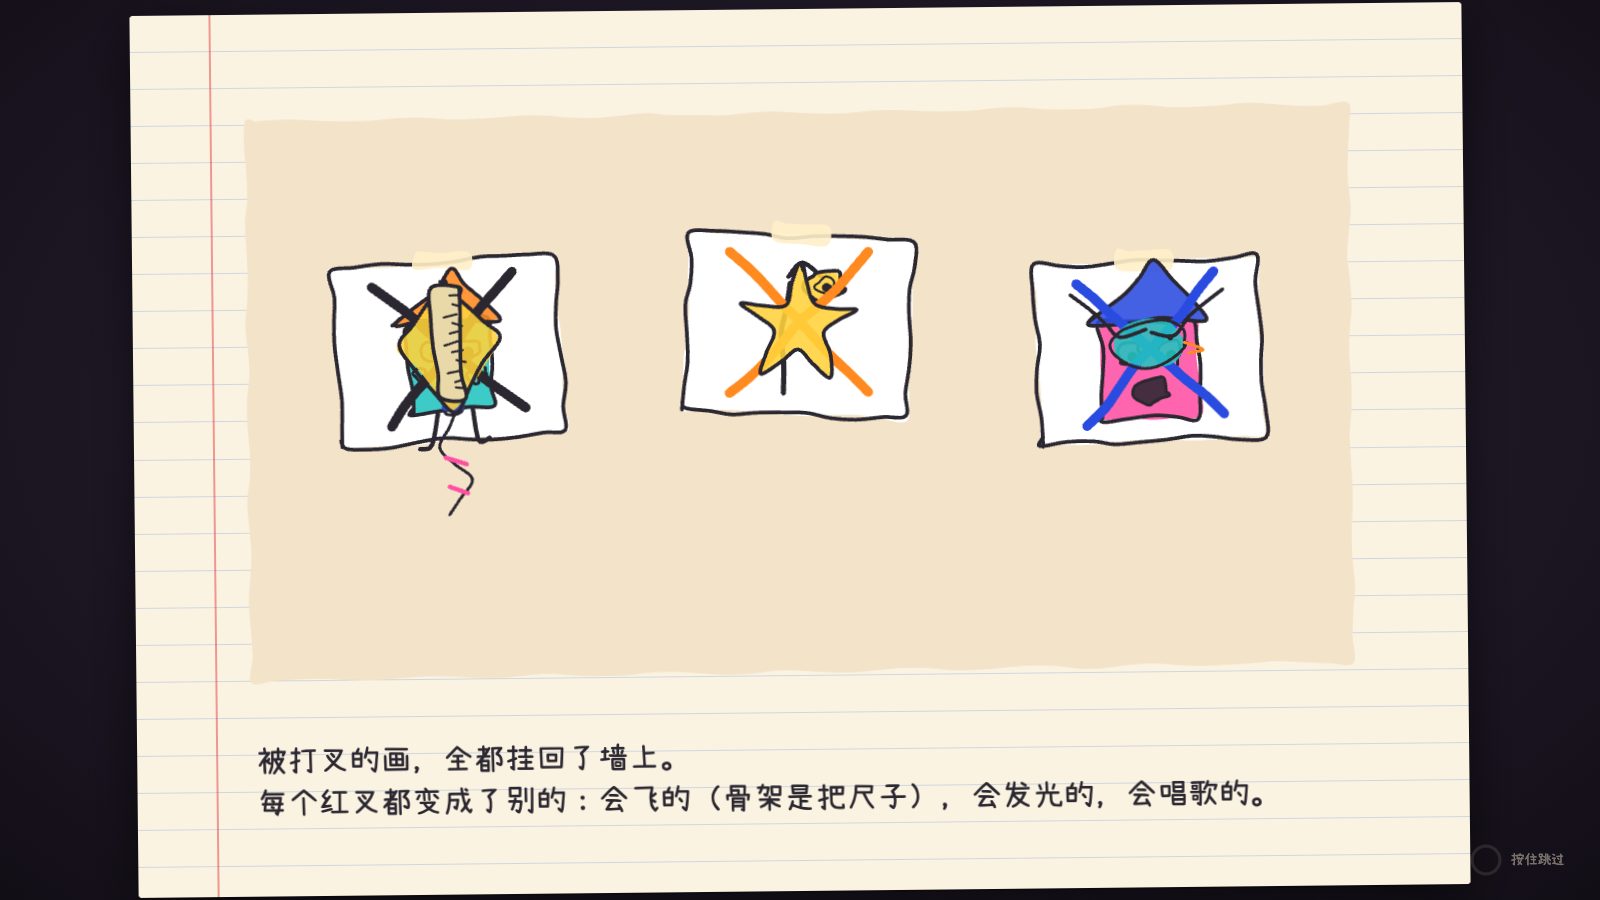 被打叉的画，全都挂回了墙上。
每个红叉都变成了别的：会飞的（骨架是把尺子），会发光的，会唱歌的。
按住跳过